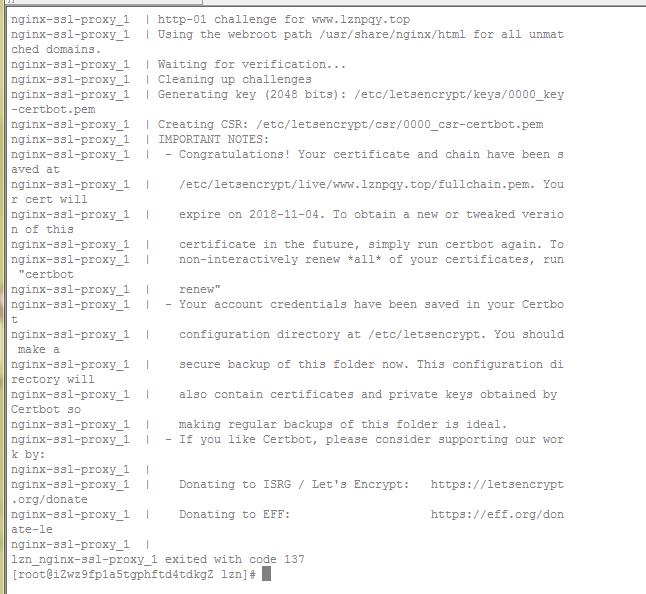 nginx-ssl-proxy_1  | http-01 challenge for www.lznpqy.top
nginx-ssl-proxy_1  | Using the webroot path /usr/share/nginx/html for all unmat
ched domains.
nginx-ssl-proxy_1  | Waiting for verification...
nginx-ssl-proxy_1  | Cleaning up challenges
nginx-ssl-proxy_1  | Generating key (2048 bits): /etc/letsencrypt/keys/0000_key
-certbot.pem
nginx-ssl-proxy_1  | Creating CSR: /etc/letsencrypt/csr/0000_csr-certbot.pem
nginx-ssl-proxy_1  | IMPORTANT NOTES:
nginx-ssl-proxy_1  |  - Congratulations! Your certificate and chain have been s
aved at
nginx-ssl-proxy_1  |    /etc/letsencrypt/live/www.lznpqy.top/fullchain.pem. You
r cert will
nginx-ssl-proxy_1  |    expire on 2018-11-04. To obtain a new or tweaked versio
n of this
nginx-ssl-proxy_1  |    certificate in the future, simply run certbot again. To
nginx-ssl-proxy_1  |    non-interactively renew *all* of your certificates, run
 "certbot
nginx-ssl-proxy_1  |    renew"
nginx-ssl-proxy_1  |  - Your account credentials have been saved in your Certbo
t
nginx-ssl-proxy_1  |    configuration directory at /etc/letsencrypt. You should
 make a
nginx-ssl-proxy_1  |    secure backup of this folder now. This configuration di
rectory will
nginx-ssl-proxy_1  |    also contain certificates and private keys obtained by
Certbot so
nginx-ssl-proxy_1  |    making regular backups of this folder is ideal.
nginx-ssl-proxy_1  |  - If you like Certbot, please consider supporting our wor
k by:
nginx-ssl-proxy_1  |
nginx-ssl-proxy_1  |    Donating to ISRG / Let's Encrypt:   https://letsencrypt
.org/donate
nginx-ssl-proxy_1  |    Donating to EFF:                    https://eff.org/don
ate-le
nginx-ssl-proxy_1  |
lzn_nginx-ssl-proxy_1 exited with code 137
[root@iZwz9fp1a5tgphftd4tdkgZ lzn]#